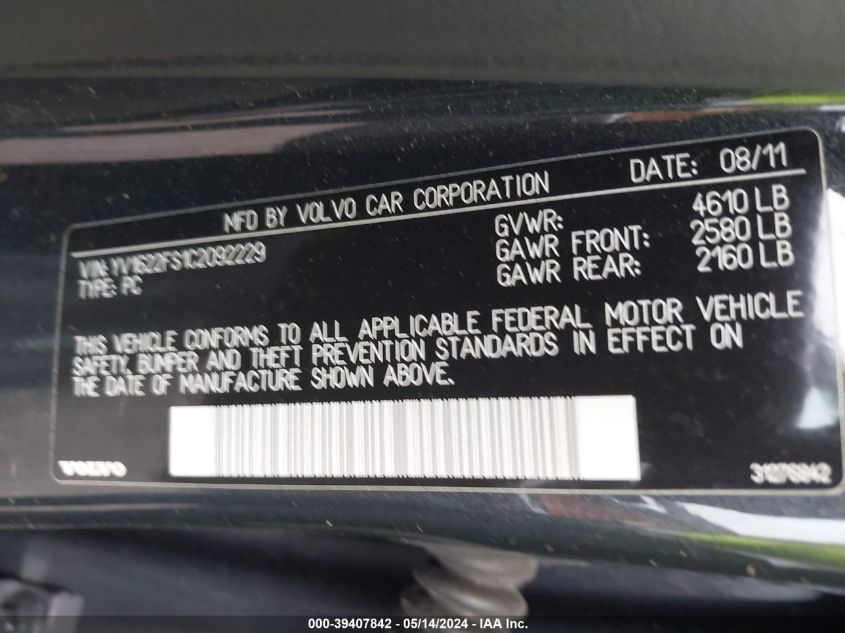 MFD BY VOLVO CAR CORPORATION DATE: 08/11
VIN: YV1622FS1C2092229
TYPE: PC
GVWR: 4610 LB
GAWR FRONT: 2580 LB
GAWR REAR: 2160 LB
THIS VEHICLE CONFORMS TO ALL APPLICABLE FEDERAL MOTOR VEHICLE
SAFETY, BUMPER AND THEFT PREVENTION STANDARDS IN EFFECT ON
THE DATE OF MANUFACTURE SHOWN ABOVE.
VOLVO
31276942
000-39407842 - 05/14/2024 - IAA Inc.